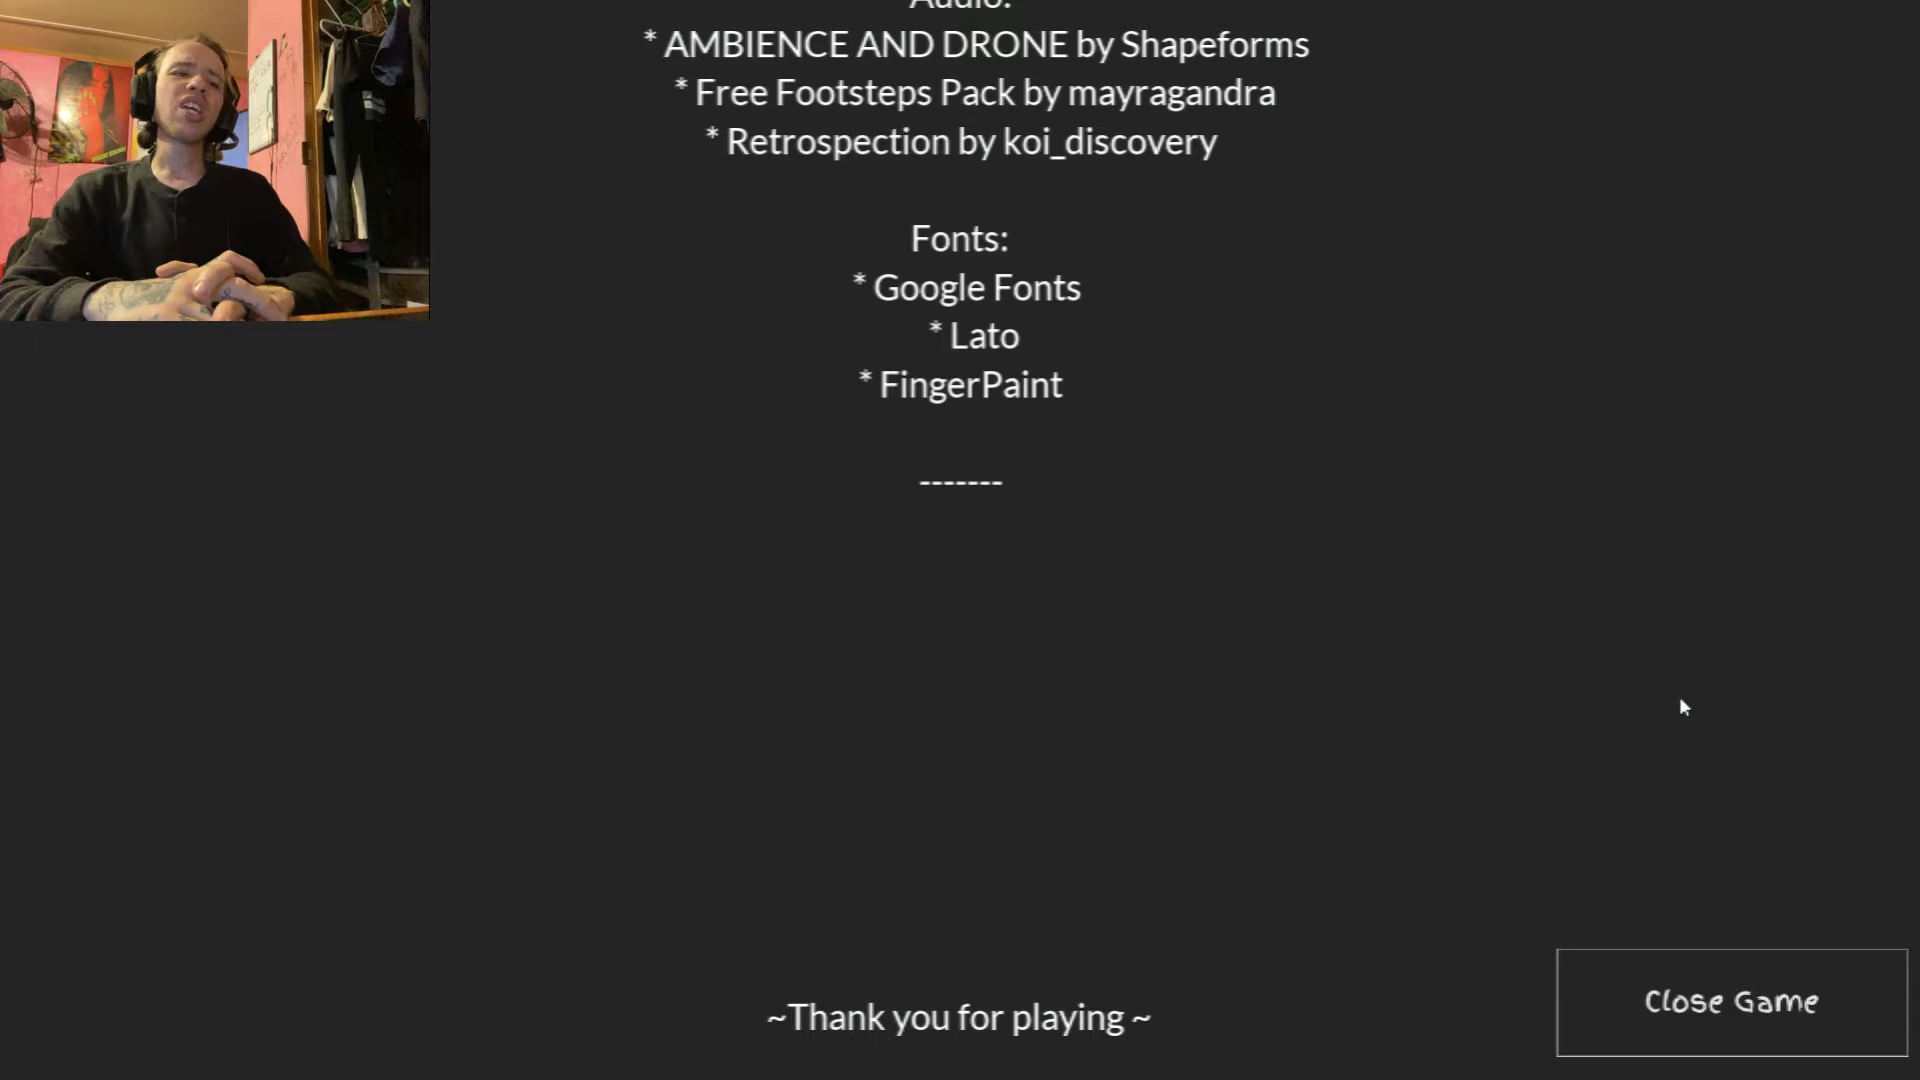 Audio:
* AMBIENCE AND DRONE by Shapeforms
* Free Footsteps Pack by mayragandra
* Retrospection by koi_discovery
Fonts:
* Google Fonts
* Lato
* FingerPaint
-------
~Thank you for playing ~
Close Game